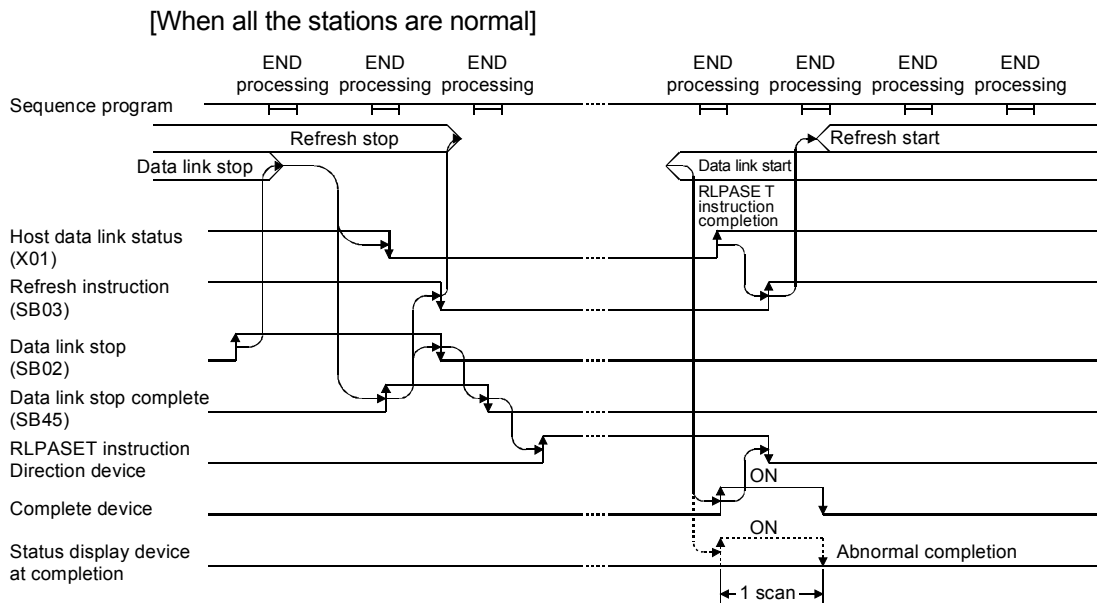 [When all the stations are normal]
END processing
END processing
END processing
END processing
END processing
END processing
END processing
Sequence program
Refresh stop
Refresh start
Data link stop
Data link start
RLPASE T
instruction
completion
Host data link status
(X01)
Refresh instruction
(SB03)
Data link stop
(SB02)
Data link stop complete
(SB45)
RLPASET instruction
Direction device
ON
Complete device
ON
Status display device
at completion
Abnormal completion
1 scan